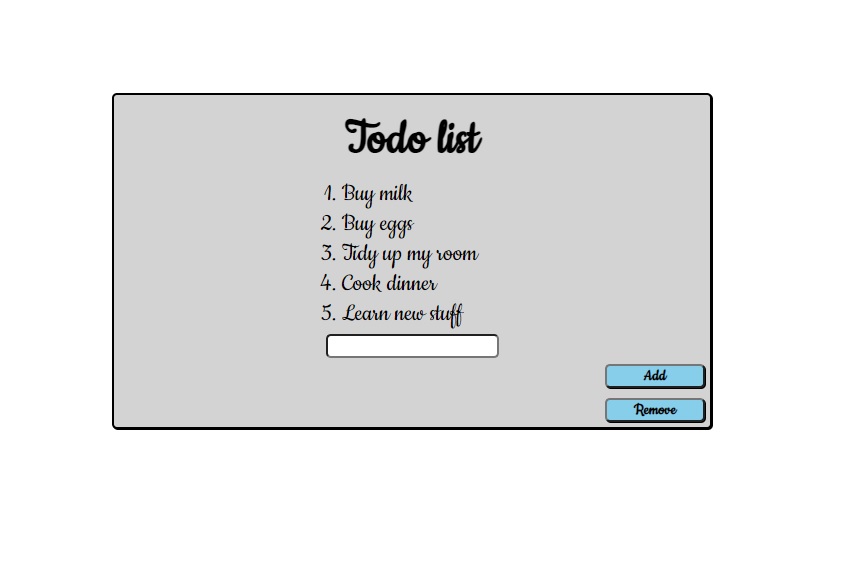 Todo list
1. Buy milk
2. Buy eggs
3. Tidy up my room
4. Cook dinner
5. Learn new stuff
Add
Remove